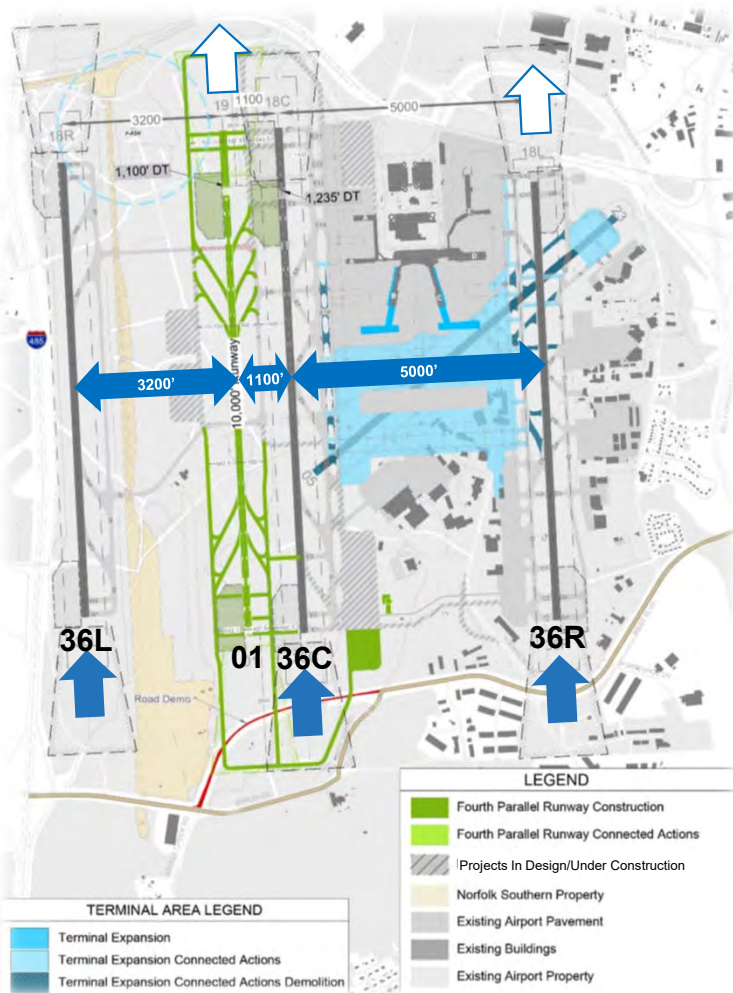 3200
19
1100
18C
5000
18R
18L
1,100' DT
1,235' DT
23
485
3200'
1100'
5000'
10,000' Runway
05
36L
01
36C
36R
Road Demo
LEGEND
Fourth Parallel Runway Construction
Fourth Parallel Runway Connected Actions
Projects In Design/Under Construction
Norfolk Southern Property
Existing Airport Pavement
Existing Buildings
Existing Airport Property
TERMINAL AREA LEGEND
Terminal Expansion
Terminal Expansion Connected Actions
Terminal Expansion Connected Actions Demolition